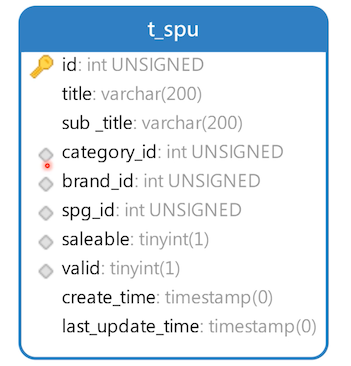 t_spu
id: int UNSIGNED
title: varchar(200)
sub _title: varchar(200)
category_id: int UNSIGNED
brand_id: int UNSIGNED
spg_id: int UNSIGNED
saleable: tinyint(1)
valid: tinyint(1)
create_time: timestamp(0)
last_update_time: timestamp(0)